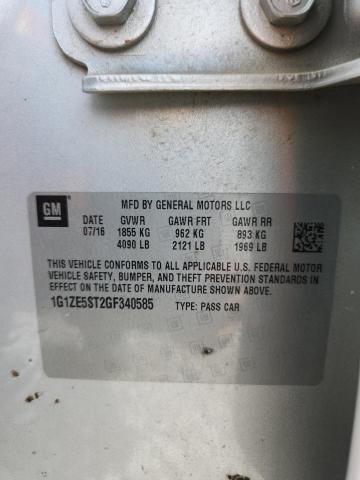 GM
MFD BY GENERAL MOTORS LLC
DATE GVWR GAWR FRT GAWR RR
07/16 1855 KG 962 KG 893 KG
4090 LB 2121 LB 1969 LB
THIS VEHICLE CONFORMS TO ALL APPLICABLE U.S. FEDERAL MOTOR
VEHICLE SAFETY, BUMPER, AND THEFT PREVENTION STANDARDS IN
EFFECT ON THE DATE OF MANUFACTURE SHOWN ABOVE.
1G1ZE5ST2GF340585 TYPE: PASS CAR